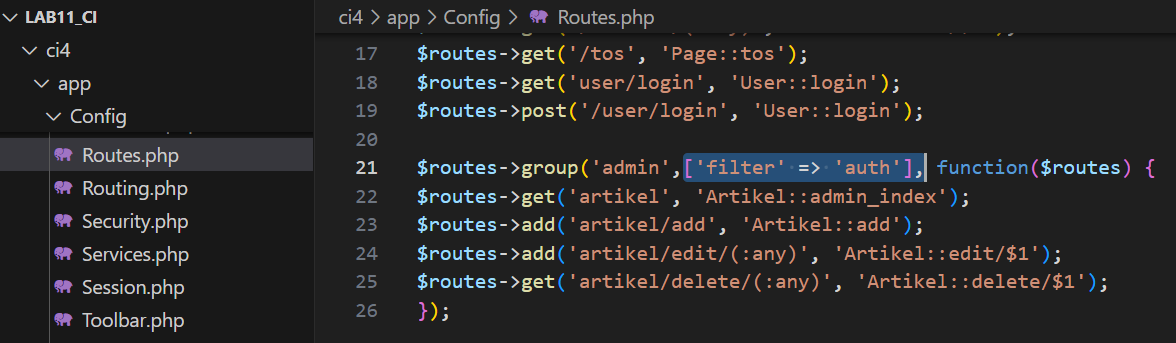 LAB11_CI
ci4
app
Config
Routes.php
Routing.php
Security.php
Services.php
Session.php
Toolbar.php
ci4 > app > Config > Routes.php
17 $routes->get('/tos', 'Page::tos');
18 $routes->get('user/login', 'User::login');
19 $routes->post('/user/login', 'User::login');
20
21 $routes->group('admin',['filter' => 'auth'], function($routes) {
22 $routes->get('artikel', 'Artikel::admin_index');
23 $routes->add('artikel/add', 'Artikel::add');
24 $routes->add('artikel/edit/(:any)', 'Artikel::edit/$1');
25 $routes->get('artikel/delete/(:any)', 'Artikel::delete/$1');
26 });